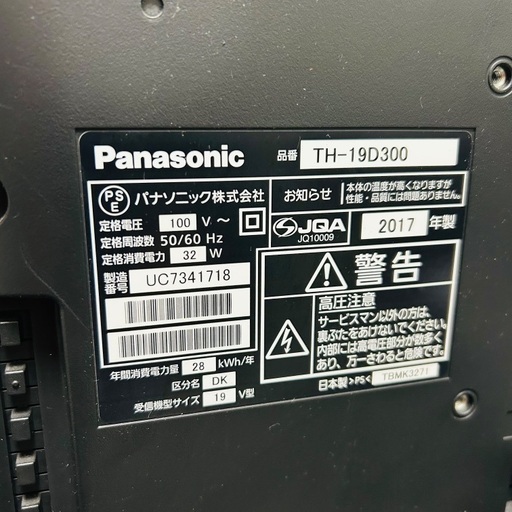 Panasonic
品番 TH-19D300
PS
E
パナソニック株式会社
お知らせ
本体の温度が高くなりますが
性能・品質には問題ありません。
定格電圧 100 V～
JQA
JQ10009
2017 年製
定格周波数 50/60 Hz
定格消費電力 32 W
製造
番号
UC7341718
警告
高圧注意
サービスマン以外の方は、
裏ぶたをあけないでください。
内部には高電圧部分が数多く
あり、万一さわると危険です。
年間消費電力量 28 kWh/年
区分名 DK
受信機型サイズ 19 V型
日本製 >PS< TBMK3271